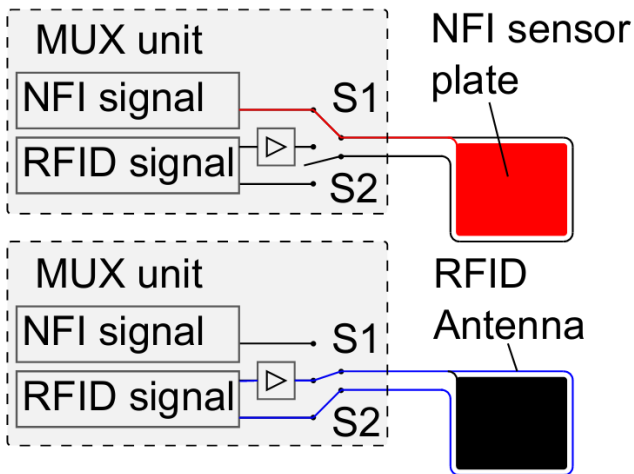 MUX unit
NFI signal
S1
RFID signal
S2
NFI sensor
plate
MUX unit
NFI signal
S1
RFID signal
S2
RFID
Antenna